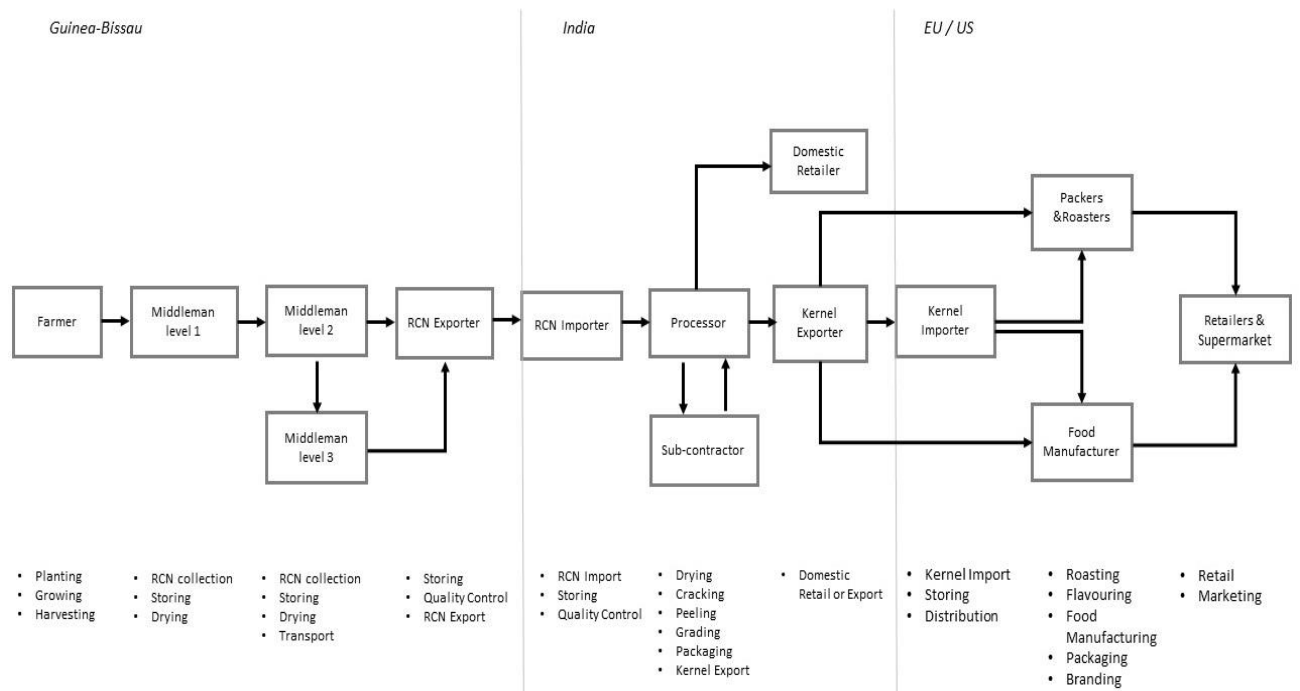 Guinea-Bissau
India
EU / US
Domestic
Retailer
Packers
&Roasters
Farmer
Middleman
level 1
Middleman
level 2
RCN Exporter
RCN Importer
Processor
Kernel
Exporter
Kernel
Importer
Retailers &
Supermarket
Middleman
level 3
Sub-contractor
Food
Manufacturer
• Planting
• Growing
• Harvesting
• RCN collection
• Storing
• Drying
• RCN collection
• Storing
• Drying
• Transport
• Storing
• Quality Control
• RCN Export
• RCN Import
• Storing
• Quality Control
• Drying
• Cracking
• Peeling
• Grading
• Packaging
• Kernel Export
• Domestic
Retail or Export
• Kernel Import
• Storing
• Distribution
• Roasting
• Flavouring
• Food
Manufacturing
• Packaging
• Branding
• Retail
• Marketing